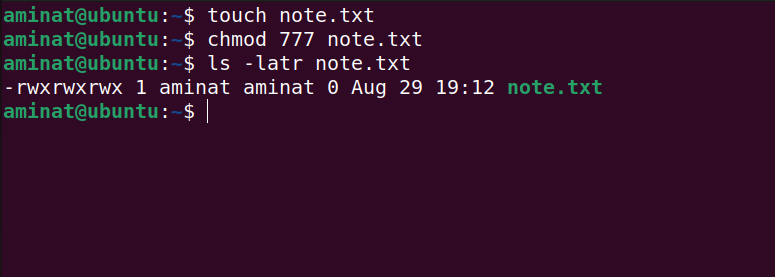 aminat@ubuntu:~$ touch note.txt
aminat@ubuntu:~$ chmod 777 note.txt
aminat@ubuntu:~$ ls -latr note.txt
-rwxrwxrwx 1 aminat aminat 0 Aug 29 19:12 note.txt
aminat@ubuntu:~$